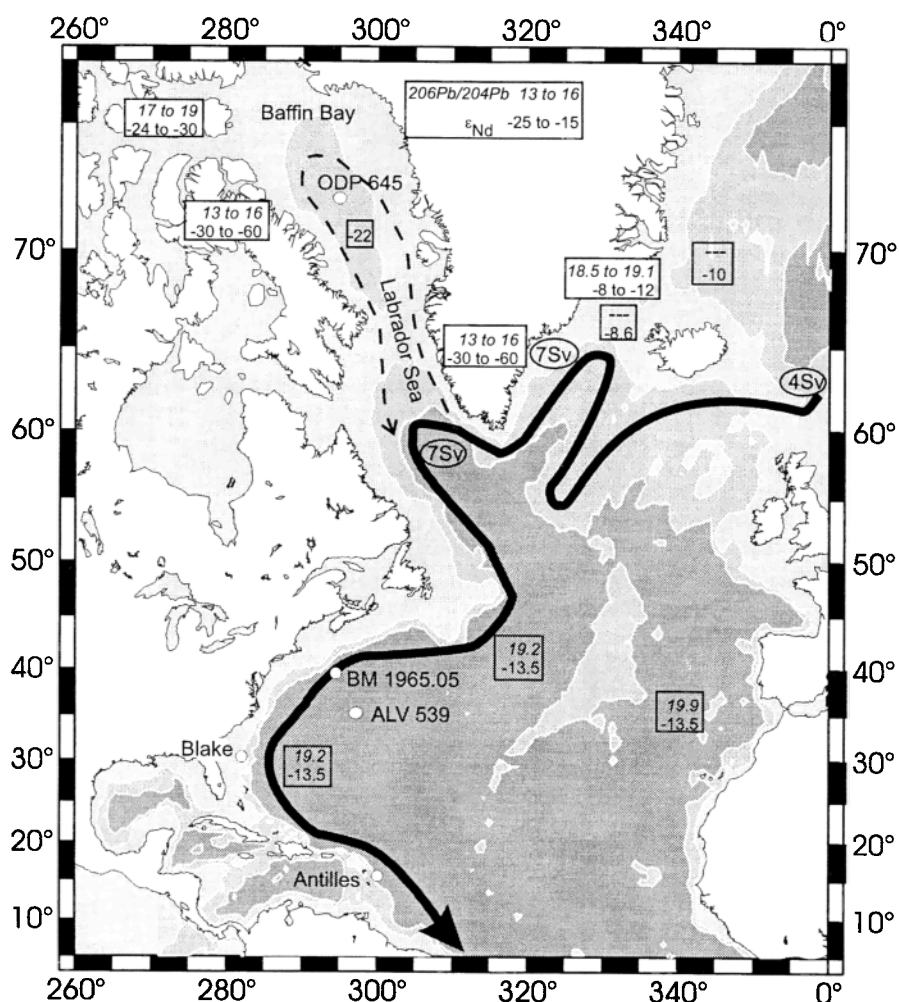 260° 280° 300° 320° 340° 0°
206Pb/204Pb 13 to 16
εNd -25 to -15
17 to 19
-24 to -30
Baffin Bay
ODP 645
13 to 16
-30 to -60
-22
70° 70°
---
-10
18.5 to 19.1
-8 to -12
---
-8.6
Labrador Sea
13 to 16
-30 to -60
7Sv
4Sv
60° 60°
7Sv
50° 50°
19.2
-13.5
40° 40°
BM 1965.05
ALV 539
19.9
-13.5
Blake
30° 30°
19.2
-13.5
20° 20°
Antilles
10° 10°
260° 280° 300° 320° 340° 0°